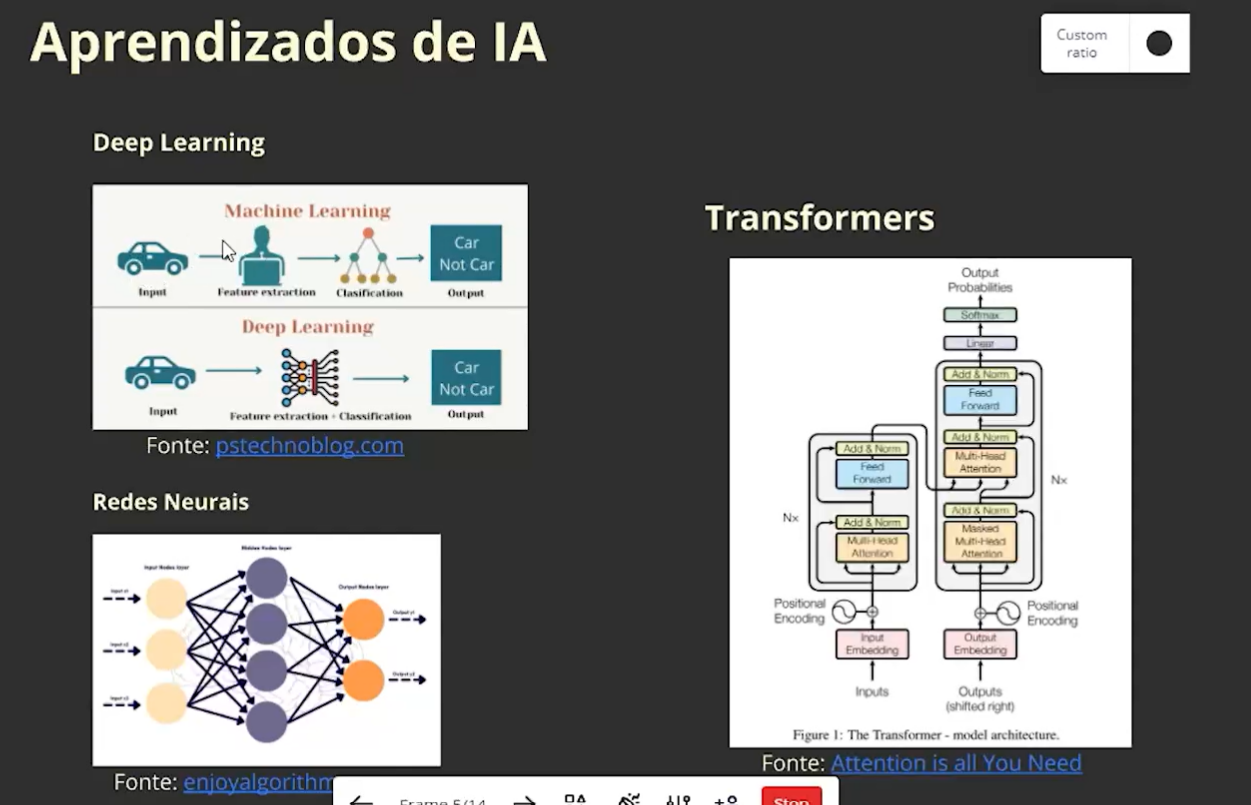 Aprendizados de IA
Custom
ratio
Deep Learning
Machine Learning
Input
Feature extraction
Clasification
Car
Not Car
Output
Deep Learning
Input
Feature extraction + Classification
Car
Not Car
Output
Fonte: pstechnoblog.com
Redes Neurais
Input Nodes layer
Hidden Nodes layer
Output Nodes layer
Input x1
Input x2
Input x3
Output y1
Output y2
Fonte: enjoyalgorithm
Transformers
Output
Probabilities
Softmax
Linear
Add & Norm
Feed
Forward
Add & Norm
Multi-Head
Attention
Nx
Add & Norm
Masked
Multi-Head
Attention
Add & Norm
Feed
Forward
Nx
Add & Norm
Multi-Head
Attention
Positional
Encoding
Positional
Encoding
Input
Embedding
Output
Embedding
Inputs
Outputs
(shifted right)
Figure 1: The Transformer - model architecture.
Fonte: Attention is all You Need
Frame 5/14
Stop